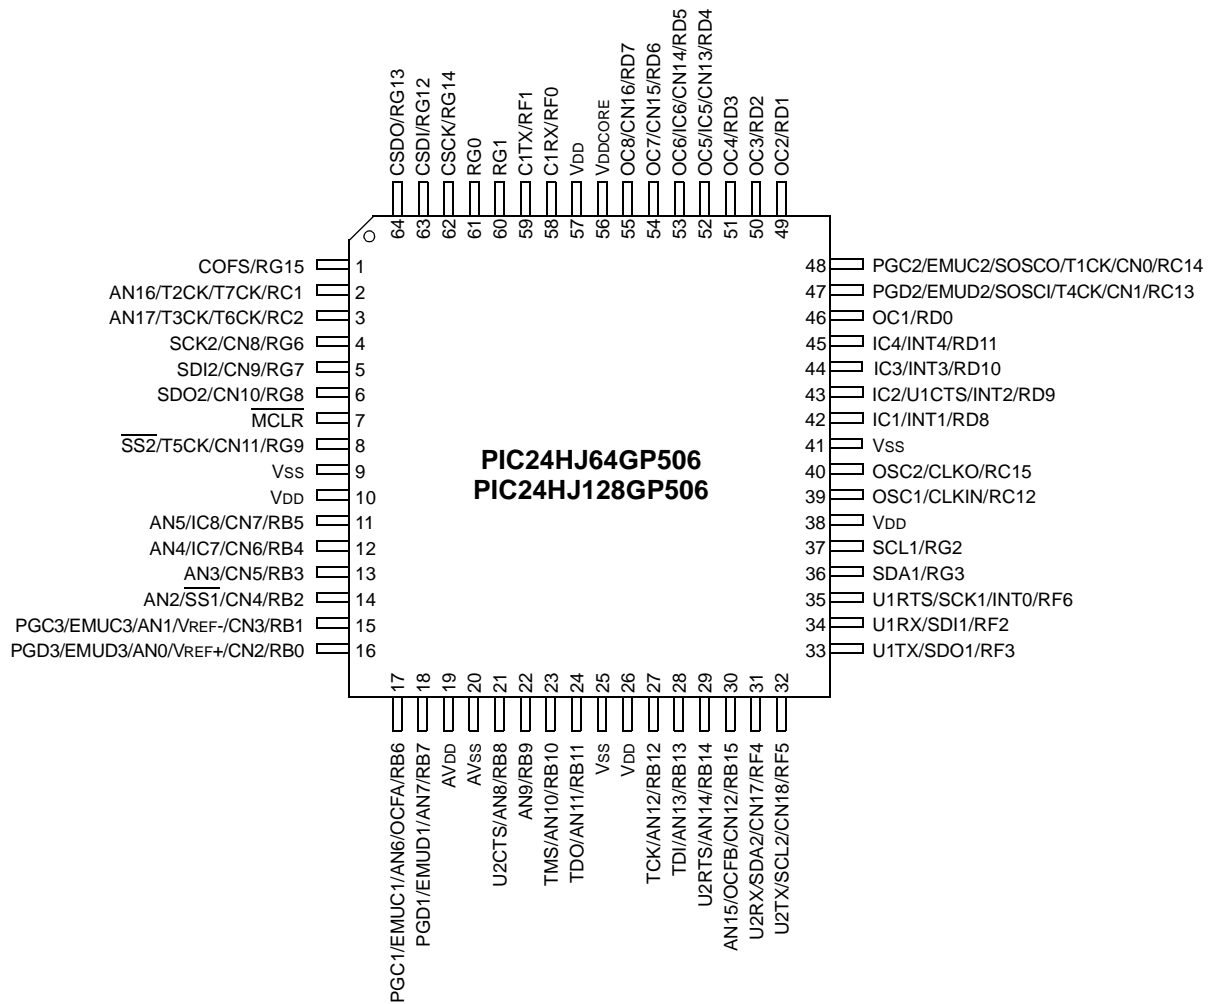 CSDO/RG13
CSDI/RG12
CSCK/RG14
RG0
RG1
C1TX/RF1
C1RX/RF0
VDD
VDDCORE
OC8/CN16/RD7
OC7/CN15/RD6
OC6/IC6/CN14/RD5
OC5/IC5/CN13/RD4
OC4/RD3
OC3/RD2
OC2/RD1
64
63
62
61
60
59
58
57
56
55
54
53
52
51
50
49
COFS/RG15 1
AN16/T2CK/T7CK/RC1 2
AN17/T3CK/T6CK/RC2 3
SCK2/CN8/RG6 4
SDI2/CN9/RG7 5
SDO2/CN10/RG8 6
MCLR 7
SS2/T5CK/CN11/RG9 8
VSS 9
VDD 10
AN5/IC8/CN7/RB5 11
AN4/IC7/CN6/RB4 12
AN3/CN5/RB3 13
AN2/SS1/CN4/RB2 14
PGC3/EMUC3/AN1/VREF-/CN3/RB1 15
PGD3/EMUD3/AN0/VREF+/CN2/RB0 16
PIC24HJ64GP506
PIC24HJ128GP506
48 PGC2/EMUC2/SOSCO/T1CK/CN0/RC14
47 PGD2/EMUD2/SOSCI/T4CK/CN1/RC13
46 OC1/RD0
45 IC4/INT4/RD11
44 IC3/INT3/RD10
43 IC2/U1CTS/INT2/RD9
42 IC1/INT1/RD8
41 VSS
40 OSC2/CLKO/RC15
39 OSC1/CLKIN/RC12
38 VDD
37 SCL1/RG2
36 SDA1/RG3
35 U1RTS/SCK1/INT0/RF6
34 U1RX/SDI1/RF2
33 U1TX/SDO1/RF3
17
18
19
20
21
22
23
24
25
26
27
28
29
30
31
32
PGC1/EMUC1/AN6/OCFA/RB6
PGD1/EMUD1/AN7/RB7
AVDD
AVSS
U2CTS/AN8/RB8
AN9/RB9
TMS/AN10/RB10
TDO/AN11/RB11
VSS
VDD
TCK/AN12/RB12
TDI/AN13/RB13
U2RTS/AN14/RB14
AN15/OCFB/CN12/RB15
U2RX/SDA2/CN17/RF4
U2TX/SCL2/CN18/RF5